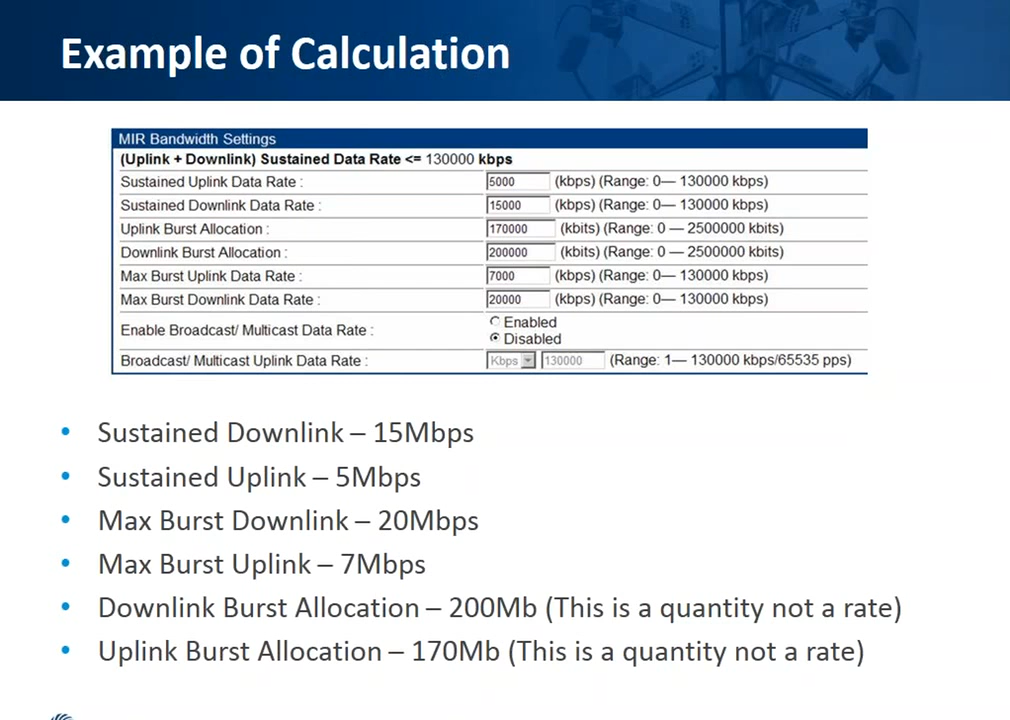 Example of Calculation
MIR Bandwidth Settings
(Uplink + Downlink) Sustained Data Rate <= 130000 kbps
Sustained Uplink Data Rate : 5000 (kbps) (Range: 0— 130000 kbps)
Sustained Downlink Data Rate : 15000 (kbps) (Range: 0— 130000 kbps)
Uplink Burst Allocation : 170000 (kbits) (Range: 0 — 2500000 kbits)
Downlink Burst Allocation : 200000 (kbits) (Range: 0 — 2500000 kbits)
Max Burst Uplink Data Rate : 7000 (kbps) (Range: 0— 130000 kbps)
Max Burst Downlink Data Rate : 20000 (kbps) (Range: 0— 130000 kbps)
Enable Broadcast/ Multicast Data Rate : Enabled
Disabled
Broadcast/ Multicast Uplink Data Rate : Kbps 130000 (Range: 1— 130000 kbps/65535 pps)
• Sustained Downlink – 15Mbps
• Sustained Uplink – 5Mbps
• Max Burst Downlink – 20Mbps
• Max Burst Uplink – 7Mbps
• Downlink Burst Allocation – 200Mb (This is a quantity not a rate)
• Uplink Burst Allocation – 170Mb (This is a quantity not a rate)